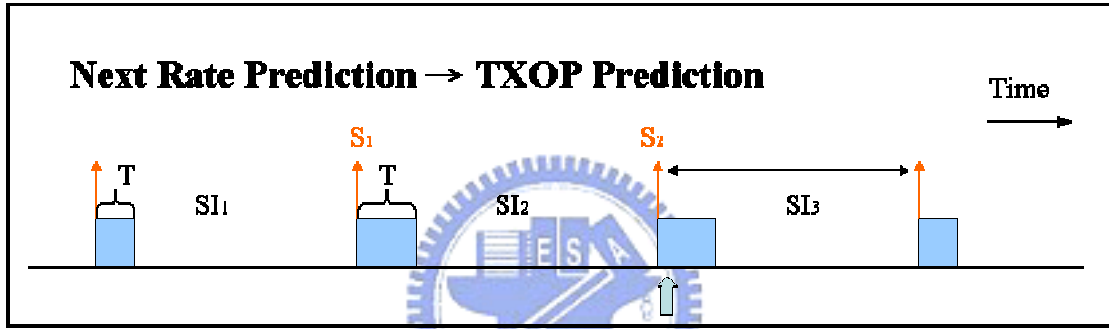 Next Rate Prediction → TXOP Prediction
Time
S₁
S₂
T
T
SI₁
SI₂
SI₃
E S A